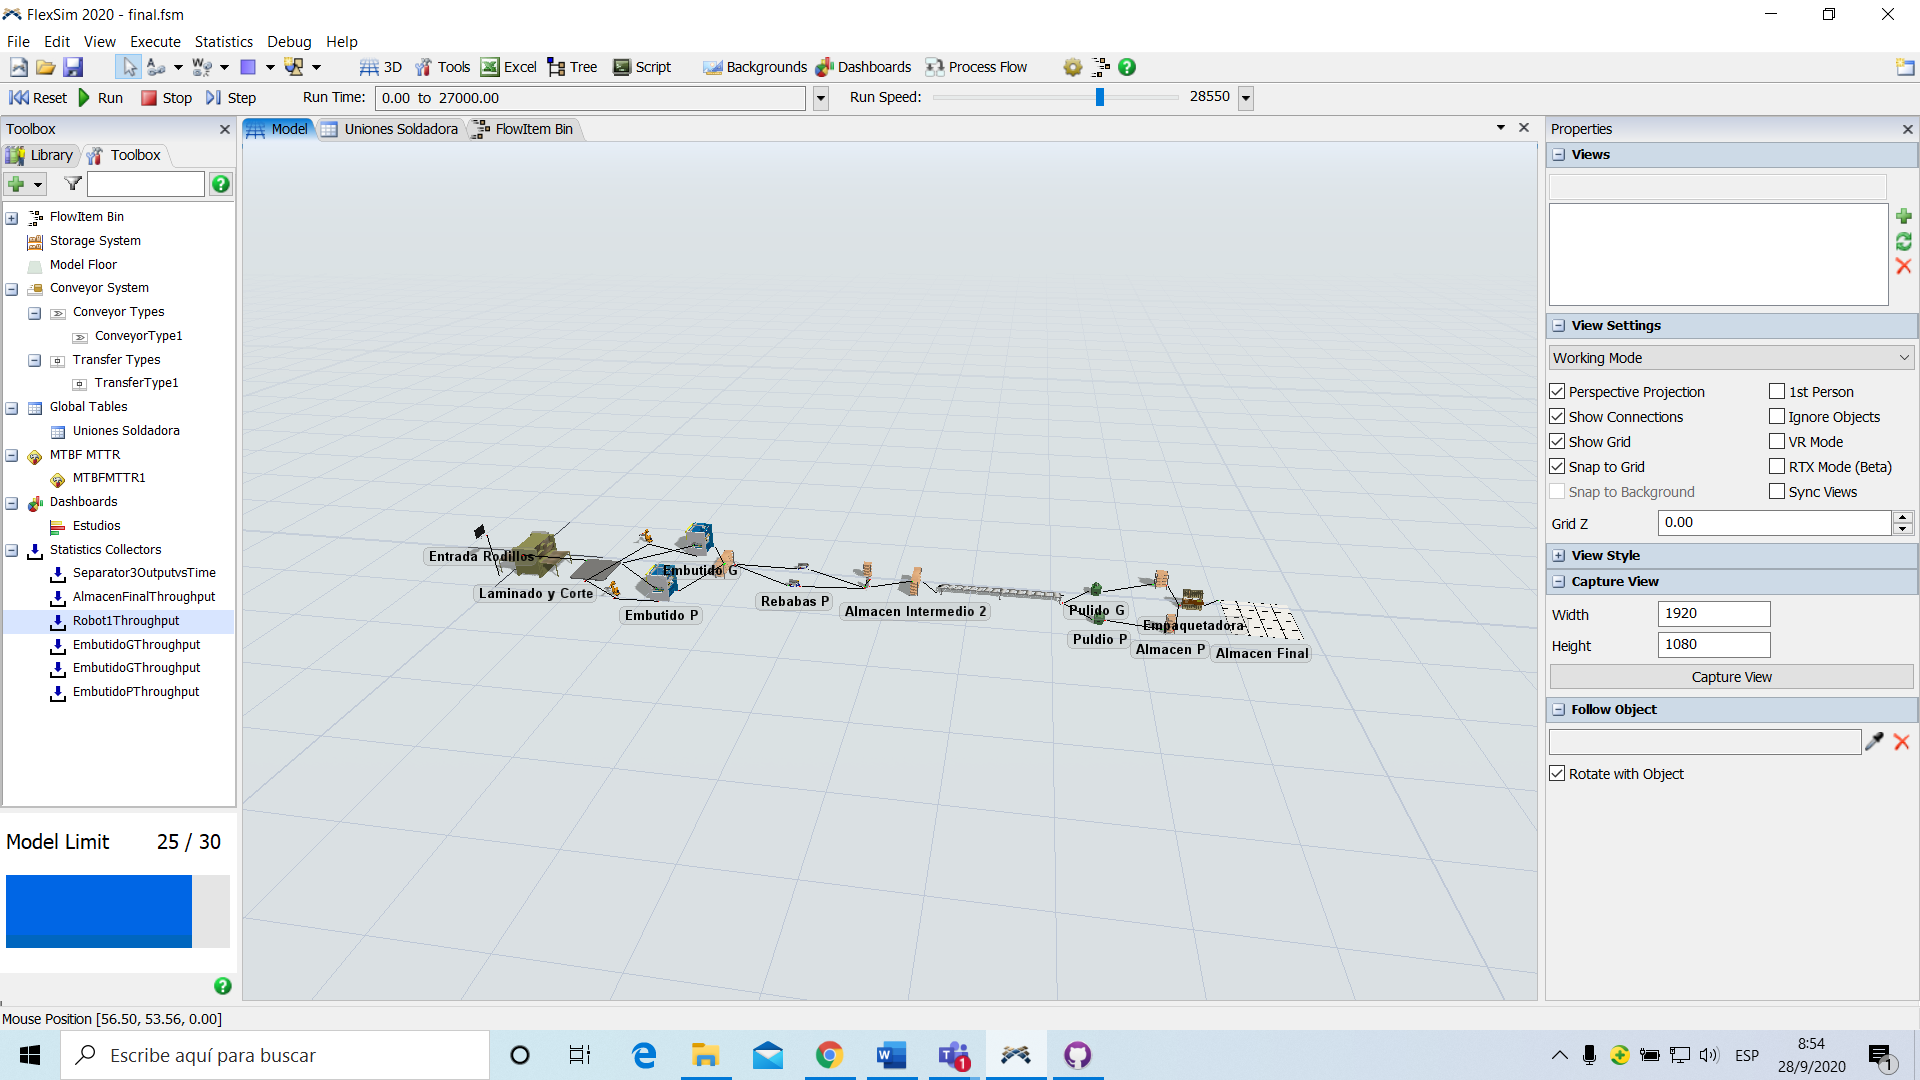 FlexSim 2020 - final.fsm
File Edit View Execute Statistics Debug Help
3D Tools Excel Tree Script Backgrounds Dashboards Process Flow
Reset Run Stop Step Run Time: 0.00 to 27000.00 Run Speed: 28550
Toolbox
Library Toolbox
FlowItem Bin
Storage System
Model Floor
Conveyor System
Conveyor Types
ConveyorType1
Transfer Types
TransferType1
Global Tables
Uniones Soldadora
MTBF MTTR
MTBFMTTR1
Dashboards
Estudios
Statistics Collectors
Separator3OutputvsTime
AlmacenFinalThroughput
Robot1Throughput
EmbutidoGThroughput
EmbutidoGThroughput
EmbutidoPThroughput
Model Limit 25 / 30
Model Uniones Soldadora FlowItem Bin
Entrada Rodillos
Laminado y Corte
Embutido G
Embutido P
Rebabas P
Almacen Intermedio 2
Pulido G
Puldio P
Empaquetadora
Almacen P
Almacen Final
Properties
Views
View Settings
Working Mode
Perspective Projection 1st Person
Show Connections Ignore Objects
Show Grid VR Mode
Snap to Grid RTX Mode (Beta)
Snap to Background Sync Views
Grid Z 0.00
View Style
Capture View
Width 1920
Height 1080
Capture View
Follow Object
Rotate with Object
Mouse Position [56.50, 53.56, 0.00]
Escribe aquí para buscar
1
ESP
8:54
28/9/2020
1